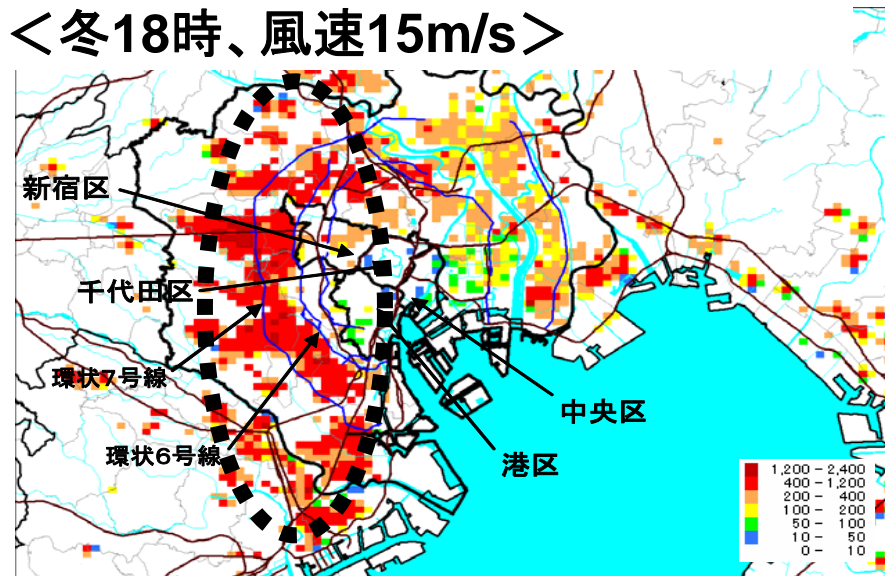 ＜冬18時、風速15m/s＞
新宿区
千代田区
環状7号線
環状６号線
中央区
港区
1,200 - 2,400
400 - 1,200
200 - 400
100 - 200
50 - 100
10 - 50
0 - 10